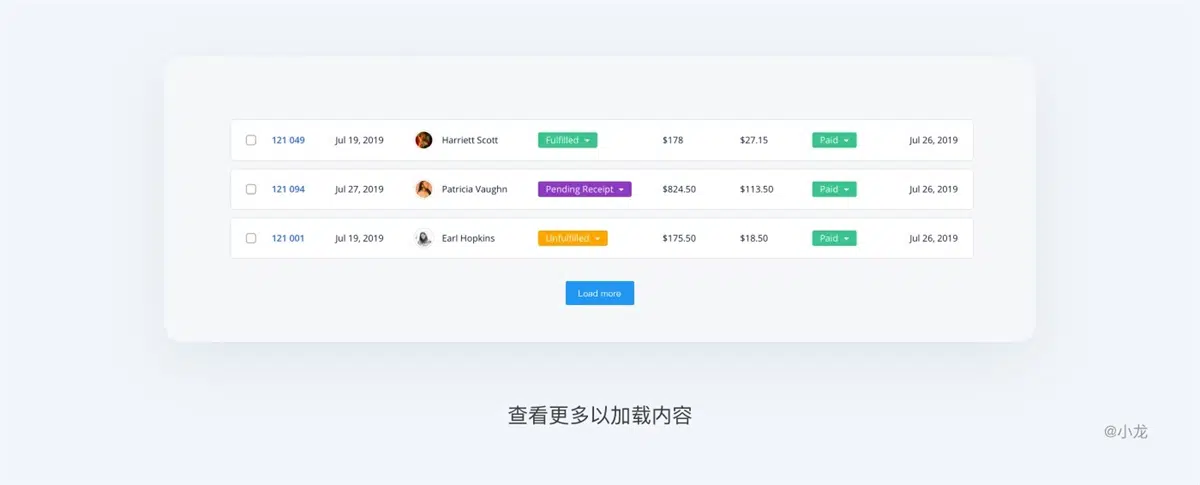 121 049 Jul 19, 2019 Harriett Scott Fulfilled $178 $27.15 Paid Jul 26, 2019
121 094 Jul 27, 2019 Patricia Vaughn Pending Receipt $824.50 $113.50 Paid Jul 26, 2019
121 001 Jul 19, 2019 Earl Hopkins Unfulfilled $175.50 $18.50 Paid Jul 26, 2019
Load more
查看更多以加载内容
@小龙